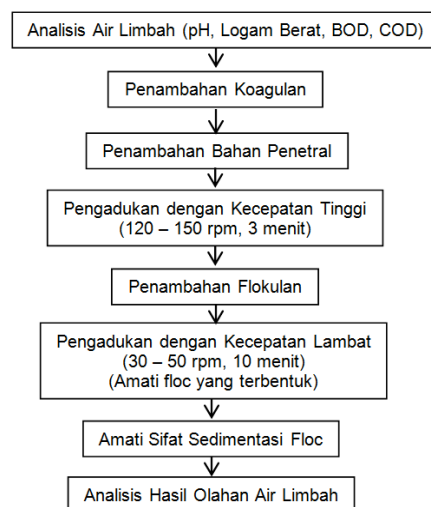 Analisis Air Limbah (pH, Logam Berat, BOD, COD)
Penambahan Koagulan
Penambahan Bahan Penetral
Pengadukan dengan Kecepatan Tinggi
(120 – 150 rpm, 3 menit)
Penambahan Flokulan
Pengadukan dengan Kecepatan Lambat
(30 – 50 rpm, 10 menit)
(Amati floc yang terbentuk)
Amati Sifat Sedimentasi Floc
Analisis Hasil Olahan Air Limbah